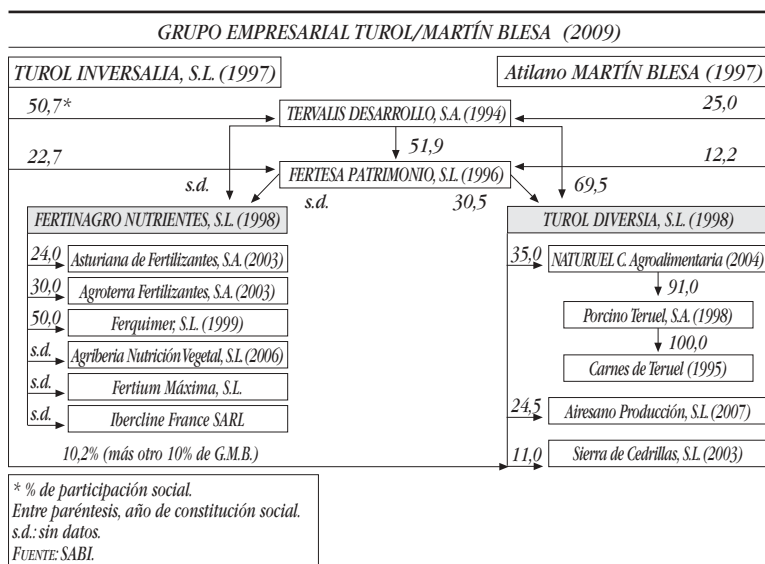 GRUPO EMPRESARIAL TUROL/MARTÍN BLESA (2009)
TUROL INVERSALIA, S.L. (1997)
Atilano MARTÍN BLESA (1997)
50,7*
TERVALIS DESARROLLO, S.A. (1994)
25,0
51,9
22,7
FERTESA PATRIMONIO, S.L. (1996)
12,2
s.d.
s.d.
30,5
69,5
FERTINAGRO NUTRIENTES, S.L. (1998)
TUROL DIVERSIA, S.L. (1998)
24,0
Asturiana de Fertilizantes, S.A. (2003)
35,0
NATURUEL C. Agroalimentaria (2004)
30,0
Agroterra Fertilizantes, S.A. (2003)
91,0
50,0
Ferquimer, S.L. (1999)
Porcino Teruel, S.A. (1998)
s.d.
Agriberia Nutrición Vegetal, S.L. (2006)
100,0
s.d.
Fertium Máxima, S.L.
Carnes de Teruel (1995)
s.d.
Ibercline France SARL
24,5
Airesano Producción, S.L. (2007)
10,2% (más otro 10% de G.M.B.)
11,0
Sierra de Cedrillas, S.L. (2003)
* % de participación social.
Entre paréntesis, año de constitución social.
s.d.: sin datos.
FUENTE: SABI.